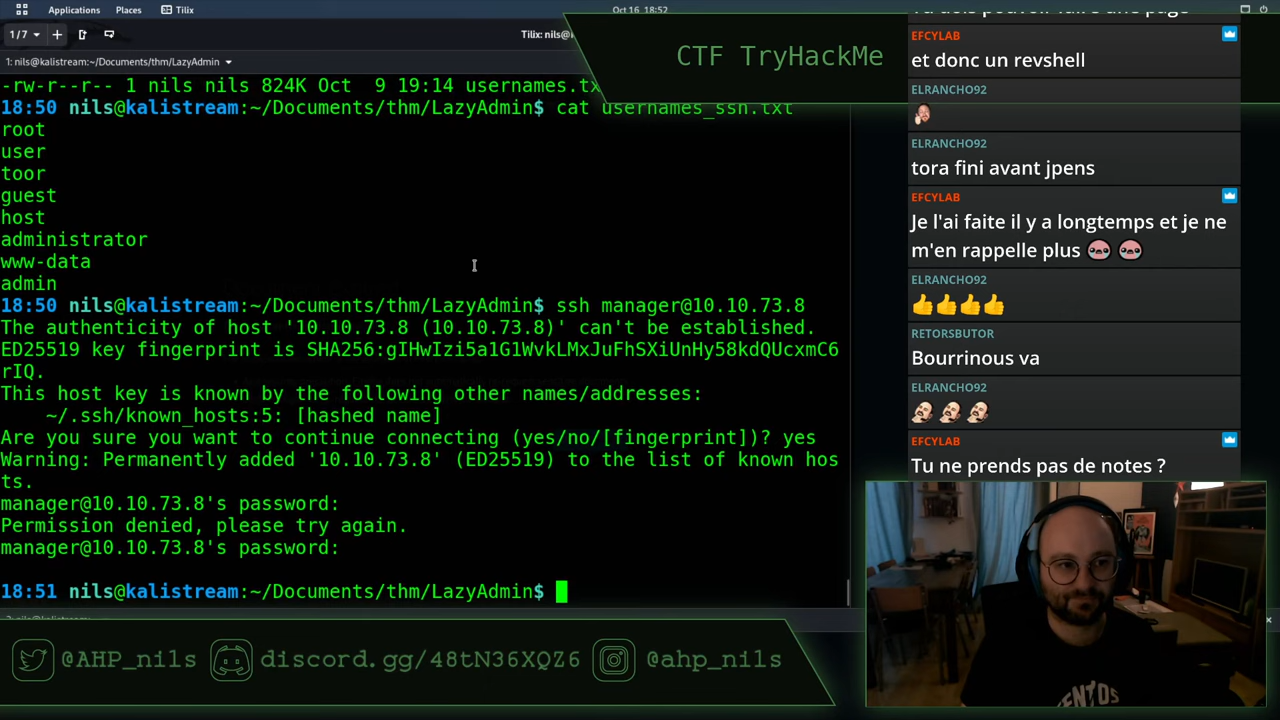 Applications Places Tilix
Oct 16 18:52
1/7
Tilix: nils@
1: nils@kalistream:~/Documents/thm/LazyAdmin
-rw-r--r-- 1 nils nils 824K Oct  9 19:14 usernames.tx
18:50 nils@kalistream:~/Documents/thm/LazyAdmin$ cat usernames_ssh.txt
root
user
toor
guest
host
administrator
www-data
admin
18:50 nils@kalistream:~/Documents/thm/LazyAdmin$ ssh manager@10.10.73.8
The authenticity of host '10.10.73.8 (10.10.73.8)' can't be established.
ED25519 key fingerprint is SHA256:gIHwIzi5a1G1WvkLMxJuFhSXiUnHy58kdQUcxmC6
rIQ.
This host key is known by the following other names/addresses:
    ~/.ssh/known_hosts:5: [hashed name]
Are you sure you want to continue connecting (yes/no/[fingerprint])? yes
Warning: Permanently added '10.10.73.8' (ED25519) to the list of known hos
ts.
manager@10.10.73.8's password:
Permission denied, please try again.
manager@10.10.73.8's password:
18:51 nils@kalistream:~/Documents/thm/LazyAdmin$
CTF TryHackMe
EFCYLAB
et donc un revshell
ELRANCHO92
ELRANCHO92
tora fini avant jpens
EFCYLAB
Je l'ai faite il y a longtemps et je ne
m'en rappelle plus
ELRANCHO92
👍👍👍👍
RETORSBUTOR
Bourrinous va
ELRANCHO92
EFCYLAB
Tu ne prends pas de notes ?
@AHP_nils discord.gg/48tN36XQZ6 @ahp_nils